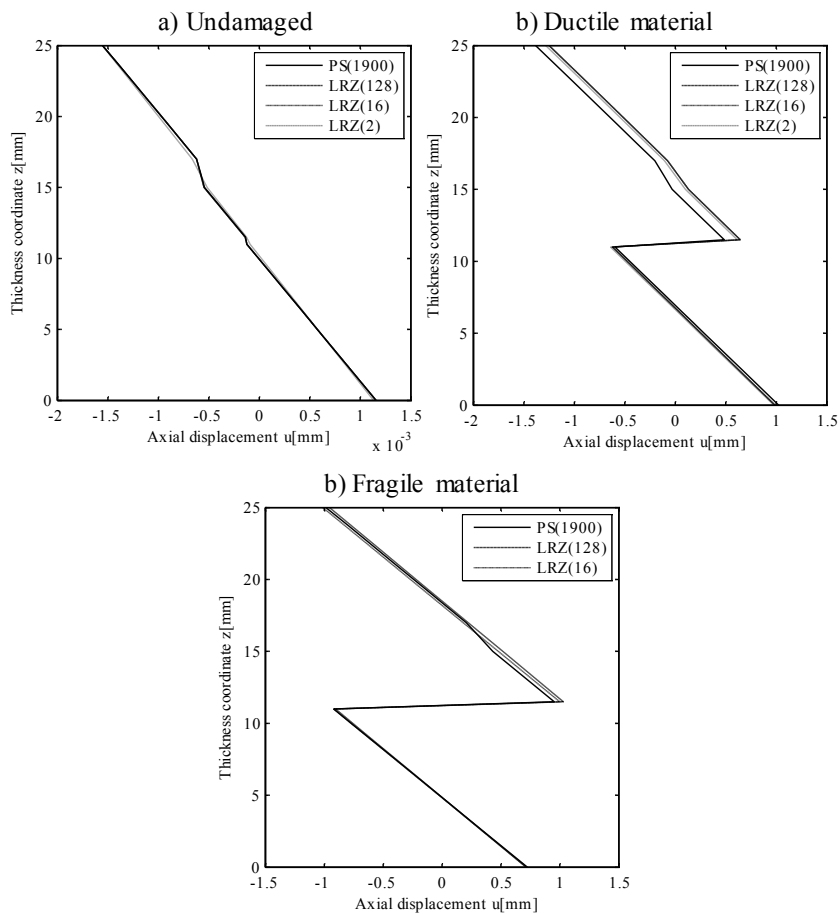 a) Undamaged
25
20
15
10
5
0
Thickness coordinate z[mm]
PS(1900)
LRZ(128)
LRZ(16)
LRZ(2)
-2
-1.5
-1
-0.5
0
0.5
1
1.5
Axial displacement u[mm]
x 10-3
b) Ductile material
25
20
15
10
5
0
Thickness coordinate z[mm]
PS(1900)
LRZ(128)
LRZ(16)
LRZ(2)
-2
-1.5
-1
-0.5
0
0.5
1
1.5
Axial displacement u[mm]
b) Fragile material
25
20
15
10
5
0
Thickness coordinate z[mm]
PS(1900)
LRZ(128)
LRZ(16)
-1.5
-1
-0.5
0
0.5
1
1.5
Axial displacement u[mm]